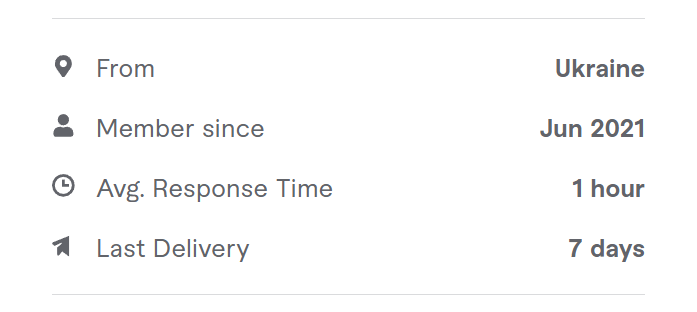 From Ukraine
Member since Jun 2021
Avg. Response Time 1 hour
Last Delivery 7 days